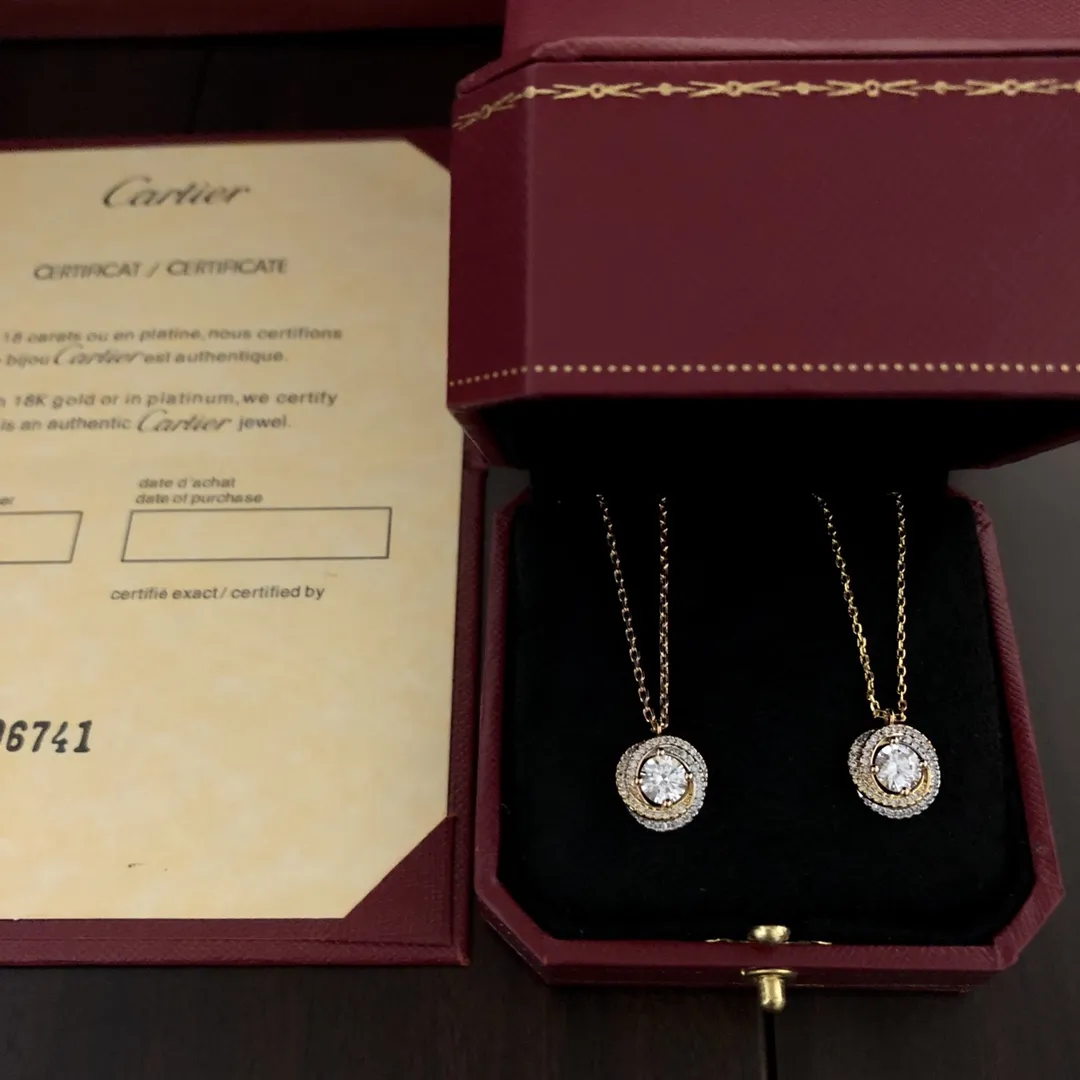 Cartier
CERTIFICAT / CERTIFICATE
18 carats ou en platine, nous certifions
bijou Cartier est authentique.
18K gold or in platinum, we certify
is an authentic Cartier jewel.
date d'achat
date of purchase
certifié exact / certified by
06741